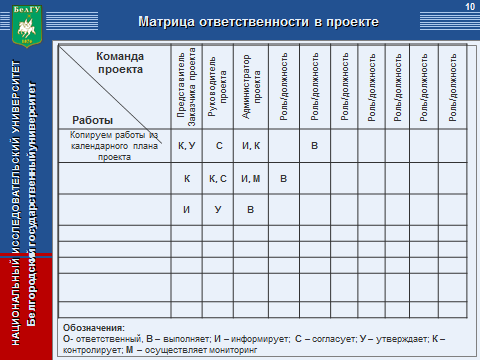 БелГУ
1876
10
Матрица ответственности в проекте
НАЦИОНАЛЬНЫЙ ИССЛЕДОВАТЕЛЬСКИЙ УНИВЕРСИТЕТ
Белгородский государственный университет
Команда
проекта
Работы
Представитель
Заказчика проекта
Руководитель
проекта
Администратор
проекта
Роль/должность
Роль/должность
Роль/должность
Роль/должность
Роль/должность
Роль/должность
Роль/должность
Копируем работы из
календарного плана
проекта
К, У С И, К В
К К, С И, М В
И У В
Обозначения:
О- ответственный, В – выполняет; И – информирует; С – согласует; У – утверждает; К –
контролирует; М – осуществляет мониторинг